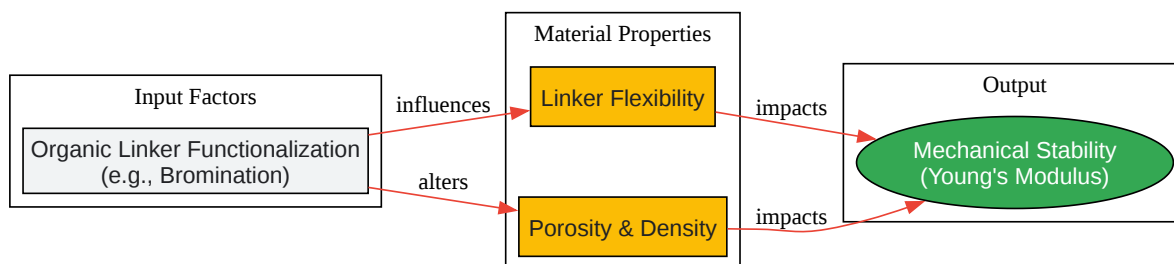 Input Factors
Organic Linker Functionalization
(e.g., Bromination)
influences
alters
Material Properties
Linker Flexibility
Porosity & Density
impacts
impacts
Output
Mechanical Stability
(Young's Modulus)